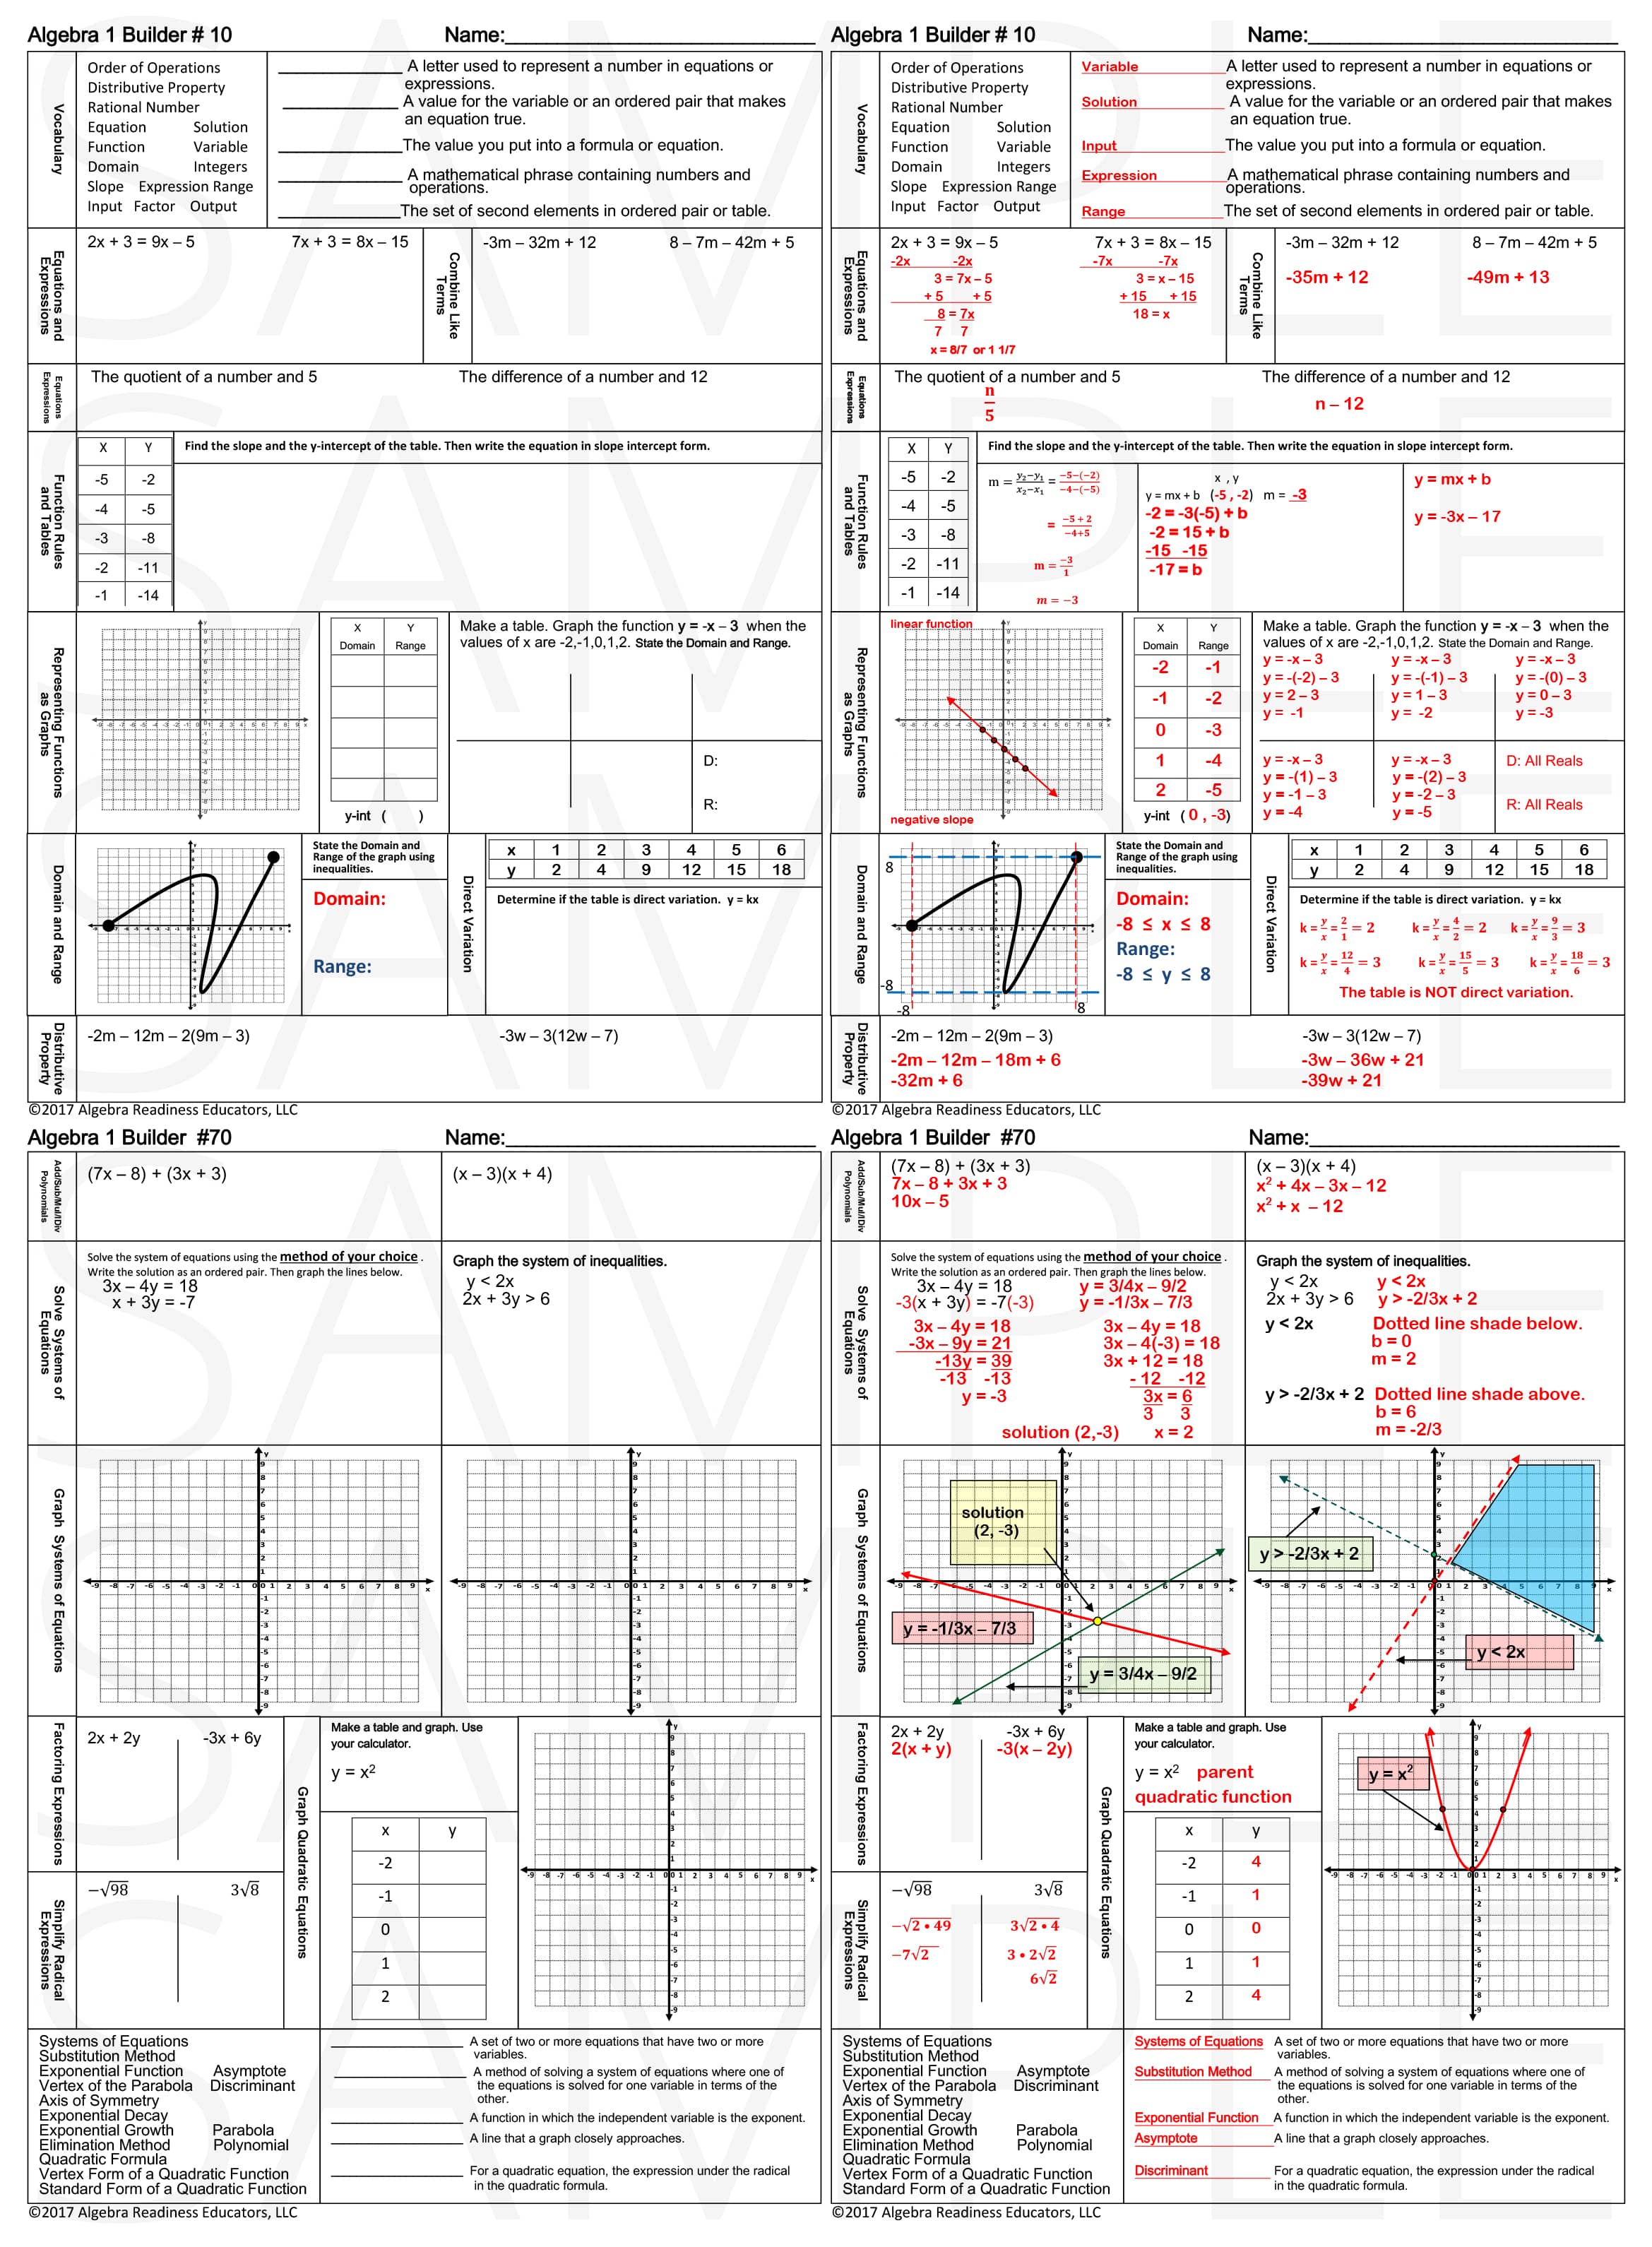 Algebra 1 Builder # 10 Name:
Vocabulary
Order of Operations
Distributive Property
Rational Number
Equation Solution
Function Variable
Domain Integers
Slope Expression Range
Input Factor Output
A letter used to represent a number in equations or
expressions.
A value for the variable or an ordered pair that makes
an equation true.
The value you put into a formula or equation.
A mathematical phrase containing numbers and
operations.
The set of second elements in ordered pair or table.
Equations and
Expressions
2x + 3 = 9x – 5 7x + 3 = 8x – 15
Combine Like
Terms
-3m – 32m + 12 8 – 7m – 42m + 5
Equations
Expressions
The quotient of a number and 5 The difference of a number and 12
Function Rules
and Tables
X Y
-5 -2
-4 -5
-3 -8
-2 -11
-1 -14
Find the slope and the y-intercept of the table. Then write the equation in slope intercept form.
Representing Functions
as Graphs
X Y
Domain Range
y-int ( )
Make a table. Graph the function y = -x – 3 when the
values of x are -2,-1,0,1,2. State the Domain and Range.
D:
R:
Domain and Range
State the Domain and
Range of the graph using
inequalities.
Domain:
Range:
Direct Variation
x 1 2 3 4 5 6
y 2 4 9 12 15 18
Determine if the table is direct variation. y = kx
Distributive
Property
-2m – 12m – 2(9m – 3) -3w – 3(12w – 7)
©2017 Algebra Readiness Educators, LLC
Algebra 1 Builder # 10 Name:
Vocabulary
Order of Operations
Distributive Property
Rational Number
Equation Solution
Function Variable
Domain Integers
Slope Expression Range
Input Factor Output
Variable A letter used to represent a number in equations or
expressions.
Solution A value for the variable or an ordered pair that makes
an equation true.
Input The value you put into a formula or equation.
Expression A mathematical phrase containing numbers and
operations.
Range The set of second elements in ordered pair or table.
Equations and
Expressions
2x + 3 = 9x – 5
-2x -2x
3 = 7x – 5
+ 5 + 5
8 = 7x
7 7
x = 8/7 or 1 1/7
7x + 3 = 8x – 15
-7x -7x
3 = x – 15
+ 15 + 15
18 = x
Combine Like
Terms
-3m – 32m + 12 8 – 7m – 42m + 5
-35m + 12 -49m + 13
Equations
Expressions
The quotient of a number and 5 The difference of a number and 12
n
5
n – 12
Function Rules
and Tables
X Y
-5 -2
-4 -5
-3 -8
-2 -11
-1 -14
Find the slope and the y-intercept of the table. Then write the equation in slope intercept form.
m = y₂−y₁/x₂−x₁ = −5−(−2)/−4−(−5)
= −5 + 2/−4+5
m = −3/1
m = −3
x , y
y = mx + b (-5 , -2) m = -3
-2 = -3(-5) + b
-2 = 15 + b
-15 -15
-17 = b
y = mx + b
y = -3x – 17
Representing Functions
as Graphs
linear function
negative slope
X Y
Domain Range
-2 -1
-1 -2
0 -3
1 -4
2 -5
y-int ( 0 , -3)
Make a table. Graph the function y = -x – 3 when the
values of x are -2,-1,0,1,2. State the Domain and Range.
y = -x – 3 y = -x – 3 y = -x – 3
y = -(-2) – 3 y = -(-1) – 3 y = -(0) – 3
y = 2 – 3 y = 1 – 3 y = 0 – 3
y = -1 y = -2 y = -3
y = -x – 3 y = -x – 3 D: All Reals
y = -(1) – 3 y = -(2) – 3
y = -1 – 3 y = -2 – 3 R: All Reals
y = -4 y = -5
Domain and Range
8
-8
-8 8
State the Domain and
Range of the graph using
inequalities.
Domain:
-8 ≤ x ≤ 8
Range:
-8 ≤ y ≤ 8
Direct Variation
x 1 2 3 4 5 6
y 2 4 9 12 15 18
Determine if the table is direct variation. y = kx
k = y/x = 2/1 = 2 k = y/x = 4/2 = 2 k = y/x = 9/3 = 3
k = y/x = 12/4 = 3 k = y/x = 15/5 = 3 k = y/x = 18/6 = 3
The table is NOT direct variation.
Distributive
Property
-2m – 12m – 2(9m – 3) -3w – 3(12w – 7)
-2m – 12m – 18m + 6 -3w – 36w + 21
-32m + 6 -39w + 21
©2017 Algebra Readiness Educators, LLC
Algebra 1 Builder #70 Name:
Add/Sub/Mul/Div
Polynomials
(7x – 8) + (3x + 3) (x – 3)(x + 4)
Solve Systems of
Equations
Solve the system of equations using the method of your choice .
Write the solution as an ordered pair. Then graph the lines below.
3x – 4y = 18
x + 3y = -7
Graph the system of inequalities.
y < 2x
2x + 3y > 6
Graph Systems of Equations
Factoring Expressions
2x + 2y -3x + 6y
Simplify Radical
Expressions
−√98 3√8
Graph Quadratic Equations
Make a table and graph. Use
your calculator.
y = x²
x y
-2
-1
0
1
2
Systems of Equations
Substitution Method
Exponential Function Asymptote
Vertex of the Parabola Discriminant
Axis of Symmetry
Exponential Decay
Exponential Growth Parabola
Elimination Method Polynomial
Quadratic Formula
Vertex Form of a Quadratic Function
Standard Form of a Quadratic Function
A set of two or more equations that have two or more
variables.
A method of solving a system of equations where one of
the equations is solved for one variable in terms of the
other.
A function in which the independent variable is the exponent.
A line that a graph closely approaches.
For a quadratic equation, the expression under the radical
in the quadratic formula.
©2017 Algebra Readiness Educators, LLC
Algebra 1 Builder #70 Name:
Add/Sub/Mul/Div
Polynomials
(7x – 8) + (3x + 3)
7x – 8 + 3x + 3
10x – 5
(x – 3)(x + 4)
x² + 4x – 3x – 12
x² + x – 12
Solve Systems of
Equations
Solve the system of equations using the method of your choice .
Write the solution as an ordered pair. Then graph the lines below.
3x – 4y = 18 y = 3/4x – 9/2
-3(x + 3y) = -7(-3) y = -1/3x – 7/3
3x – 4y = 18 3x – 4y = 18
-3x – 9y = 21 3x – 4(-3) = 18
-13y = 39 3x + 12 = 18
-13 -13 - 12 -12
y = -3 3x = 6
3 3
solution (2,-3) x = 2
Graph the system of inequalities.
y < 2x y < 2x
2x + 3y > 6 y > -2/3x + 2
y < 2x Dotted line shade below.
b = 0
m = 2
y > -2/3x + 2 Dotted line shade above.
b = 6
m = -2/3
Graph Systems of Equations
solution
(2, -3)
y = -1/3x – 7/3
y = 3/4x – 9/2
y > -2/3x + 2
y < 2x
Factoring Expressions
2x + 2y -3x + 6y
2(x + y) -3(x – 2y)
Simplify Radical
Expressions
−√98 3√8
−√2 • 49 3√2 • 4
−7√2 3 • 2√2
6√2
Graph Quadratic Equations
Make a table and graph. Use
your calculator.
y = x² parent
quadratic function
x y
-2 4
-1 1
0 0
1 1
2 4
y = x²
Systems of Equations
Substitution Method
Exponential Function Asymptote
Vertex of the Parabola Discriminant
Axis of Symmetry
Exponential Decay
Exponential Growth Parabola
Elimination Method Polynomial
Quadratic Formula
Vertex Form of a Quadratic Function
Standard Form of a Quadratic Function
Systems of Equations A set of two or more equations that have two or more
variables.
Substitution Method A method of solving a system of equations where one of
the equations is solved for one variable in terms of the
other.
Exponential Function A function in which the independent variable is the exponent.
Asymptote A line that a graph closely approaches.
Discriminant For a quadratic equation, the expression under the radical
in the quadratic formula.
©2017 Algebra Readiness Educators, LLC
SAMPLE
SAMPLE
SAMPLE
SAMPLE
SAMPLE
SAMPLE